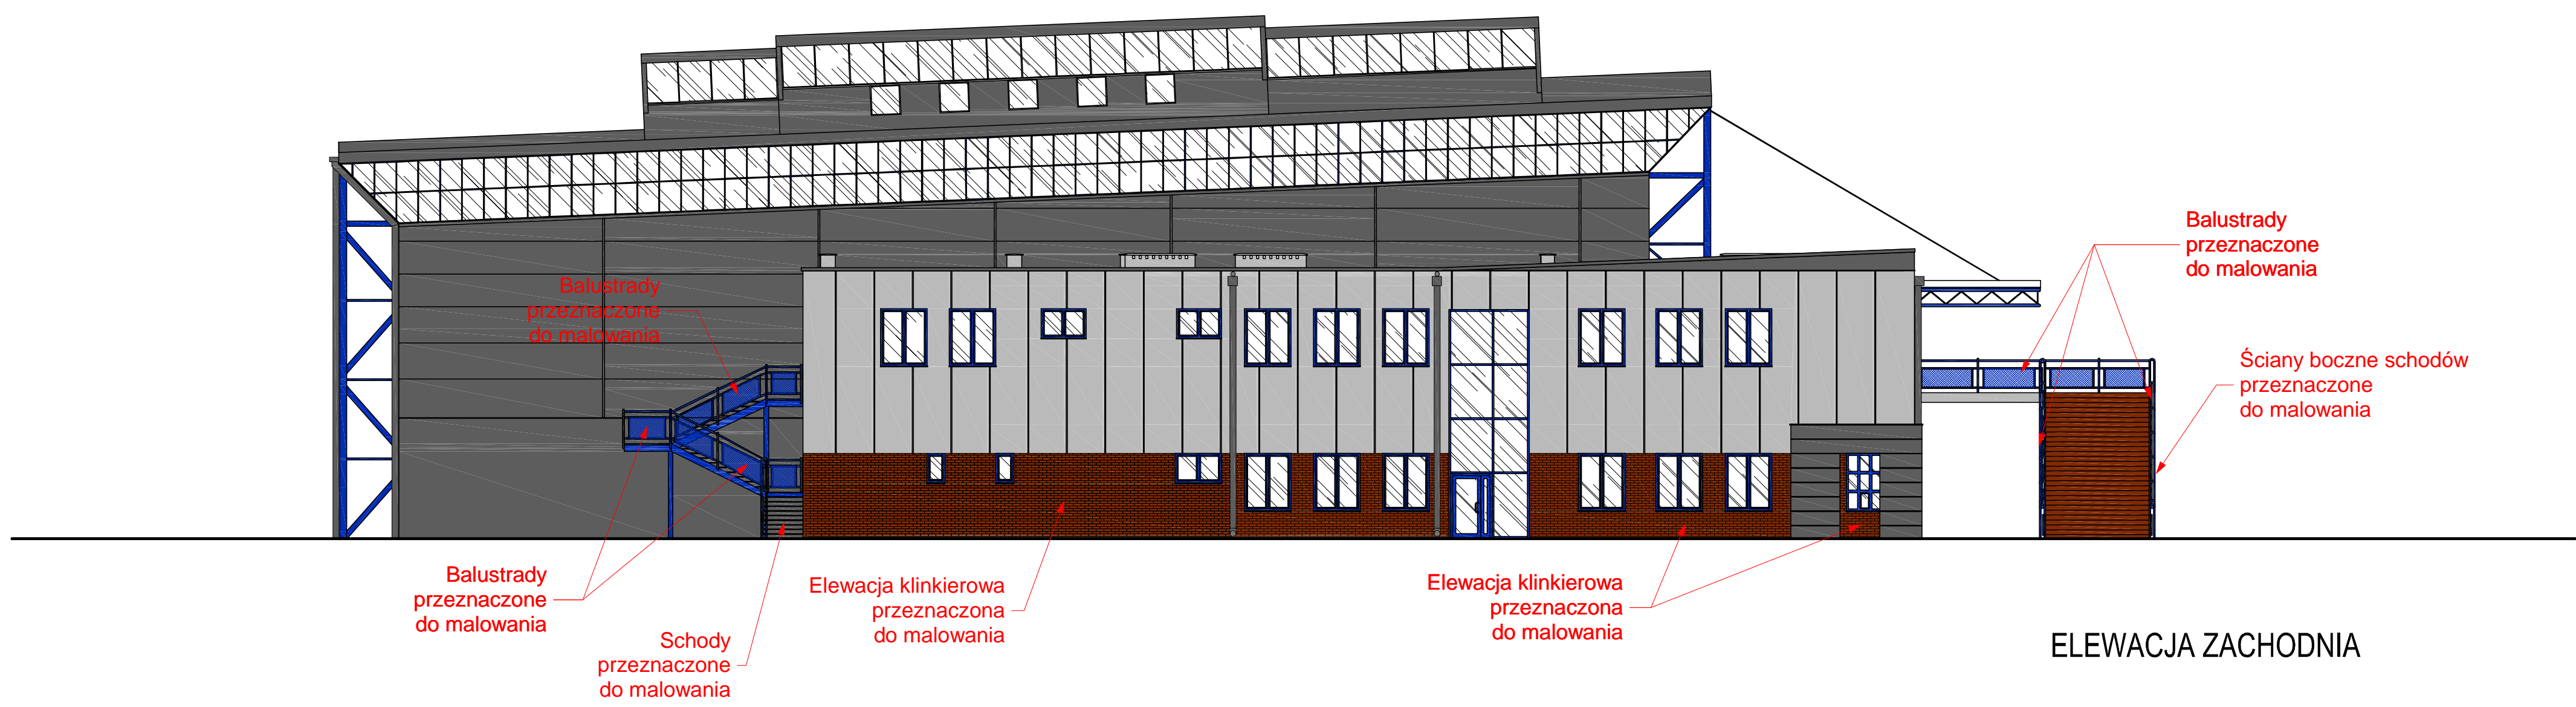 Balustrady
przeznaczone
do malowania
Balustrady
przeznaczone
do malowania
Ściany boczne schodów
przeznaczone
do malowania
Balustrady
przeznaczone
do malowania
Schody
przeznaczone
do malowania
Elewacja klinkierowa
przeznaczona
do malowania
Elewacja klinkierowa
przeznaczona
do malowania
ELEWACJA ZACHODNIA